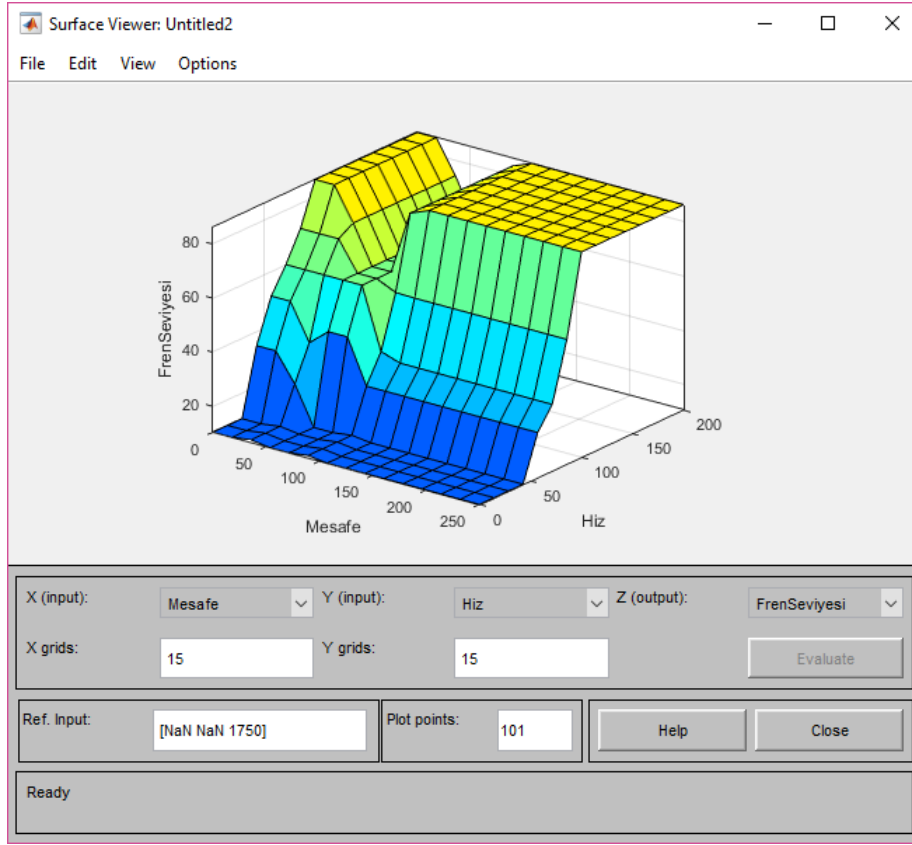 Surface Viewer: Untitled2
File Edit View Options
FrenSeviyesi
80
60
40
20
0
50
100
150
200
250
Mesafe
0
50
100
150
200
Hiz
X (input): Mesafe Y (input): Hiz Z (output): FrenSeviyesi
X grids: 15 Y grids: 15 Evaluate
Ref. Input: [NaN NaN 1750] Plot points: 101 Help Close
Ready